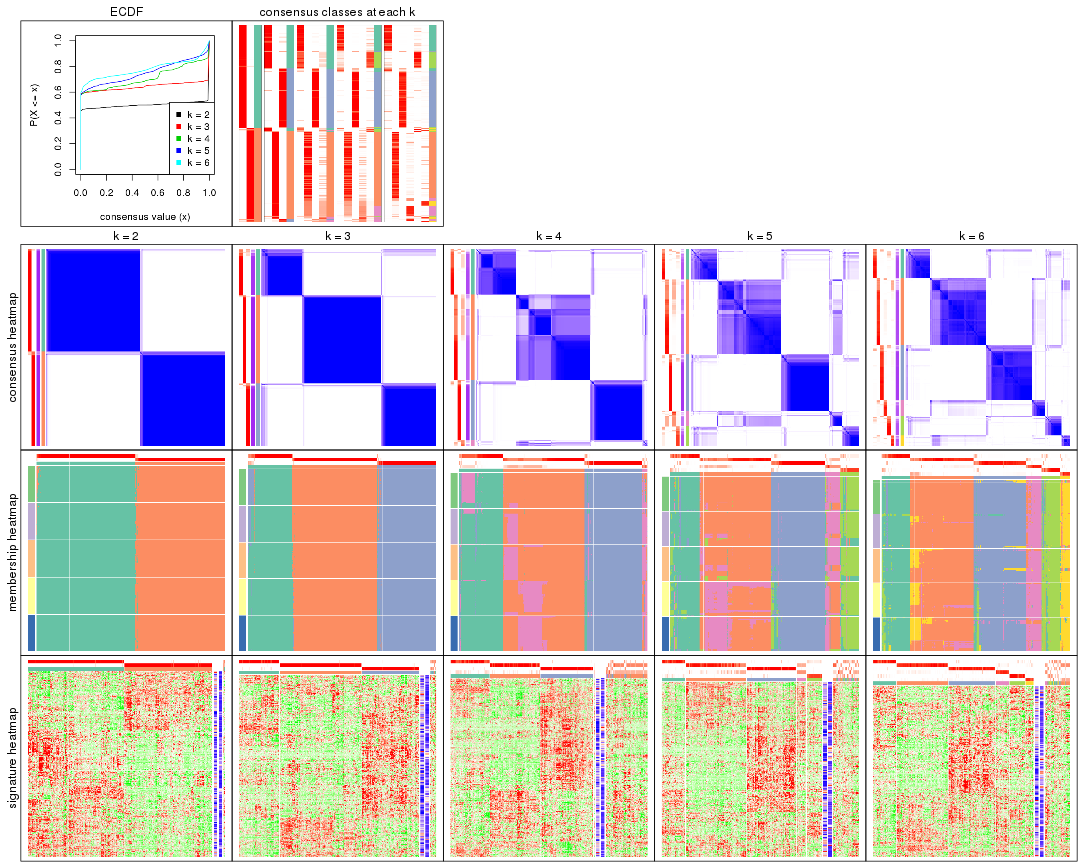 ECDF
consensus classes at each k
P(X <= x)
0.0 0.2 0.4 0.6 0.8 1.0
k = 2
k = 3
k = 4
k = 5
k = 6
0.0 0.2 0.4 0.6 0.8 1.0
consensus value (x)
k = 2 k = 3 k = 4 k = 5 k = 6
consensus heatmap
membership heatmap
signature heatmap